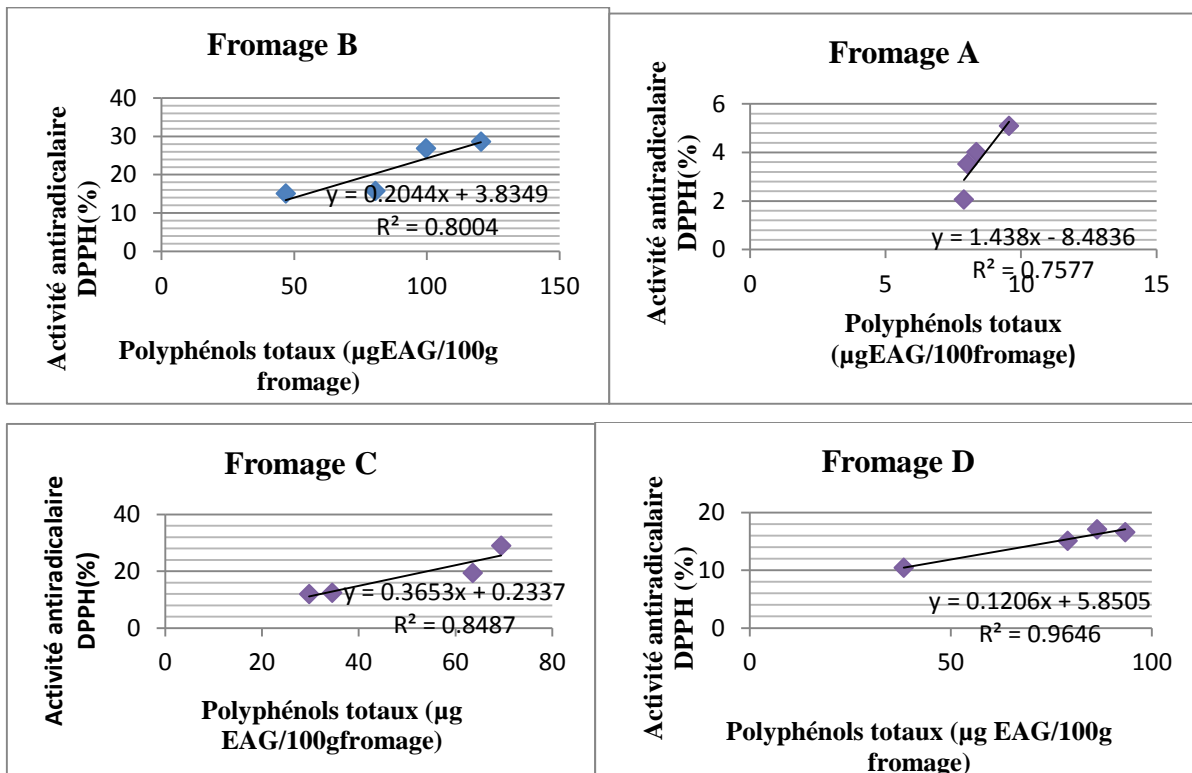 Fromage B
Activité antiradicalaire
DPPH(%)
40
30
20
10
0
y = 0.2044x + 3.8349
R² = 0.8004
0 50 100 150
Polyphénols totaux (µgEAG/100g
fromage)
Fromage A
Activité antiradicalaire
DPPH(%)
6
4
2
0
y = 1.438x - 8.4836
R² = 0.7577
0 5 10 15
Polyphénols totaux
(µgEAG/100fromage)
Fromage C
Activité antiradicalaire
DPPH(%)
40
20
0
y = 0.3653x + 0.2337
R² = 0.8487
0 20 40 60 80
Polyphénols totaux (µg
EAG/100gfromage)
Fromage D
Activité antiradicalaire
DPPH (%)
20
10
0
y = 0.1206x + 5.8505
R² = 0.9646
0 50 100
Polyphénols totaux (µg EAG/100g
fromage)